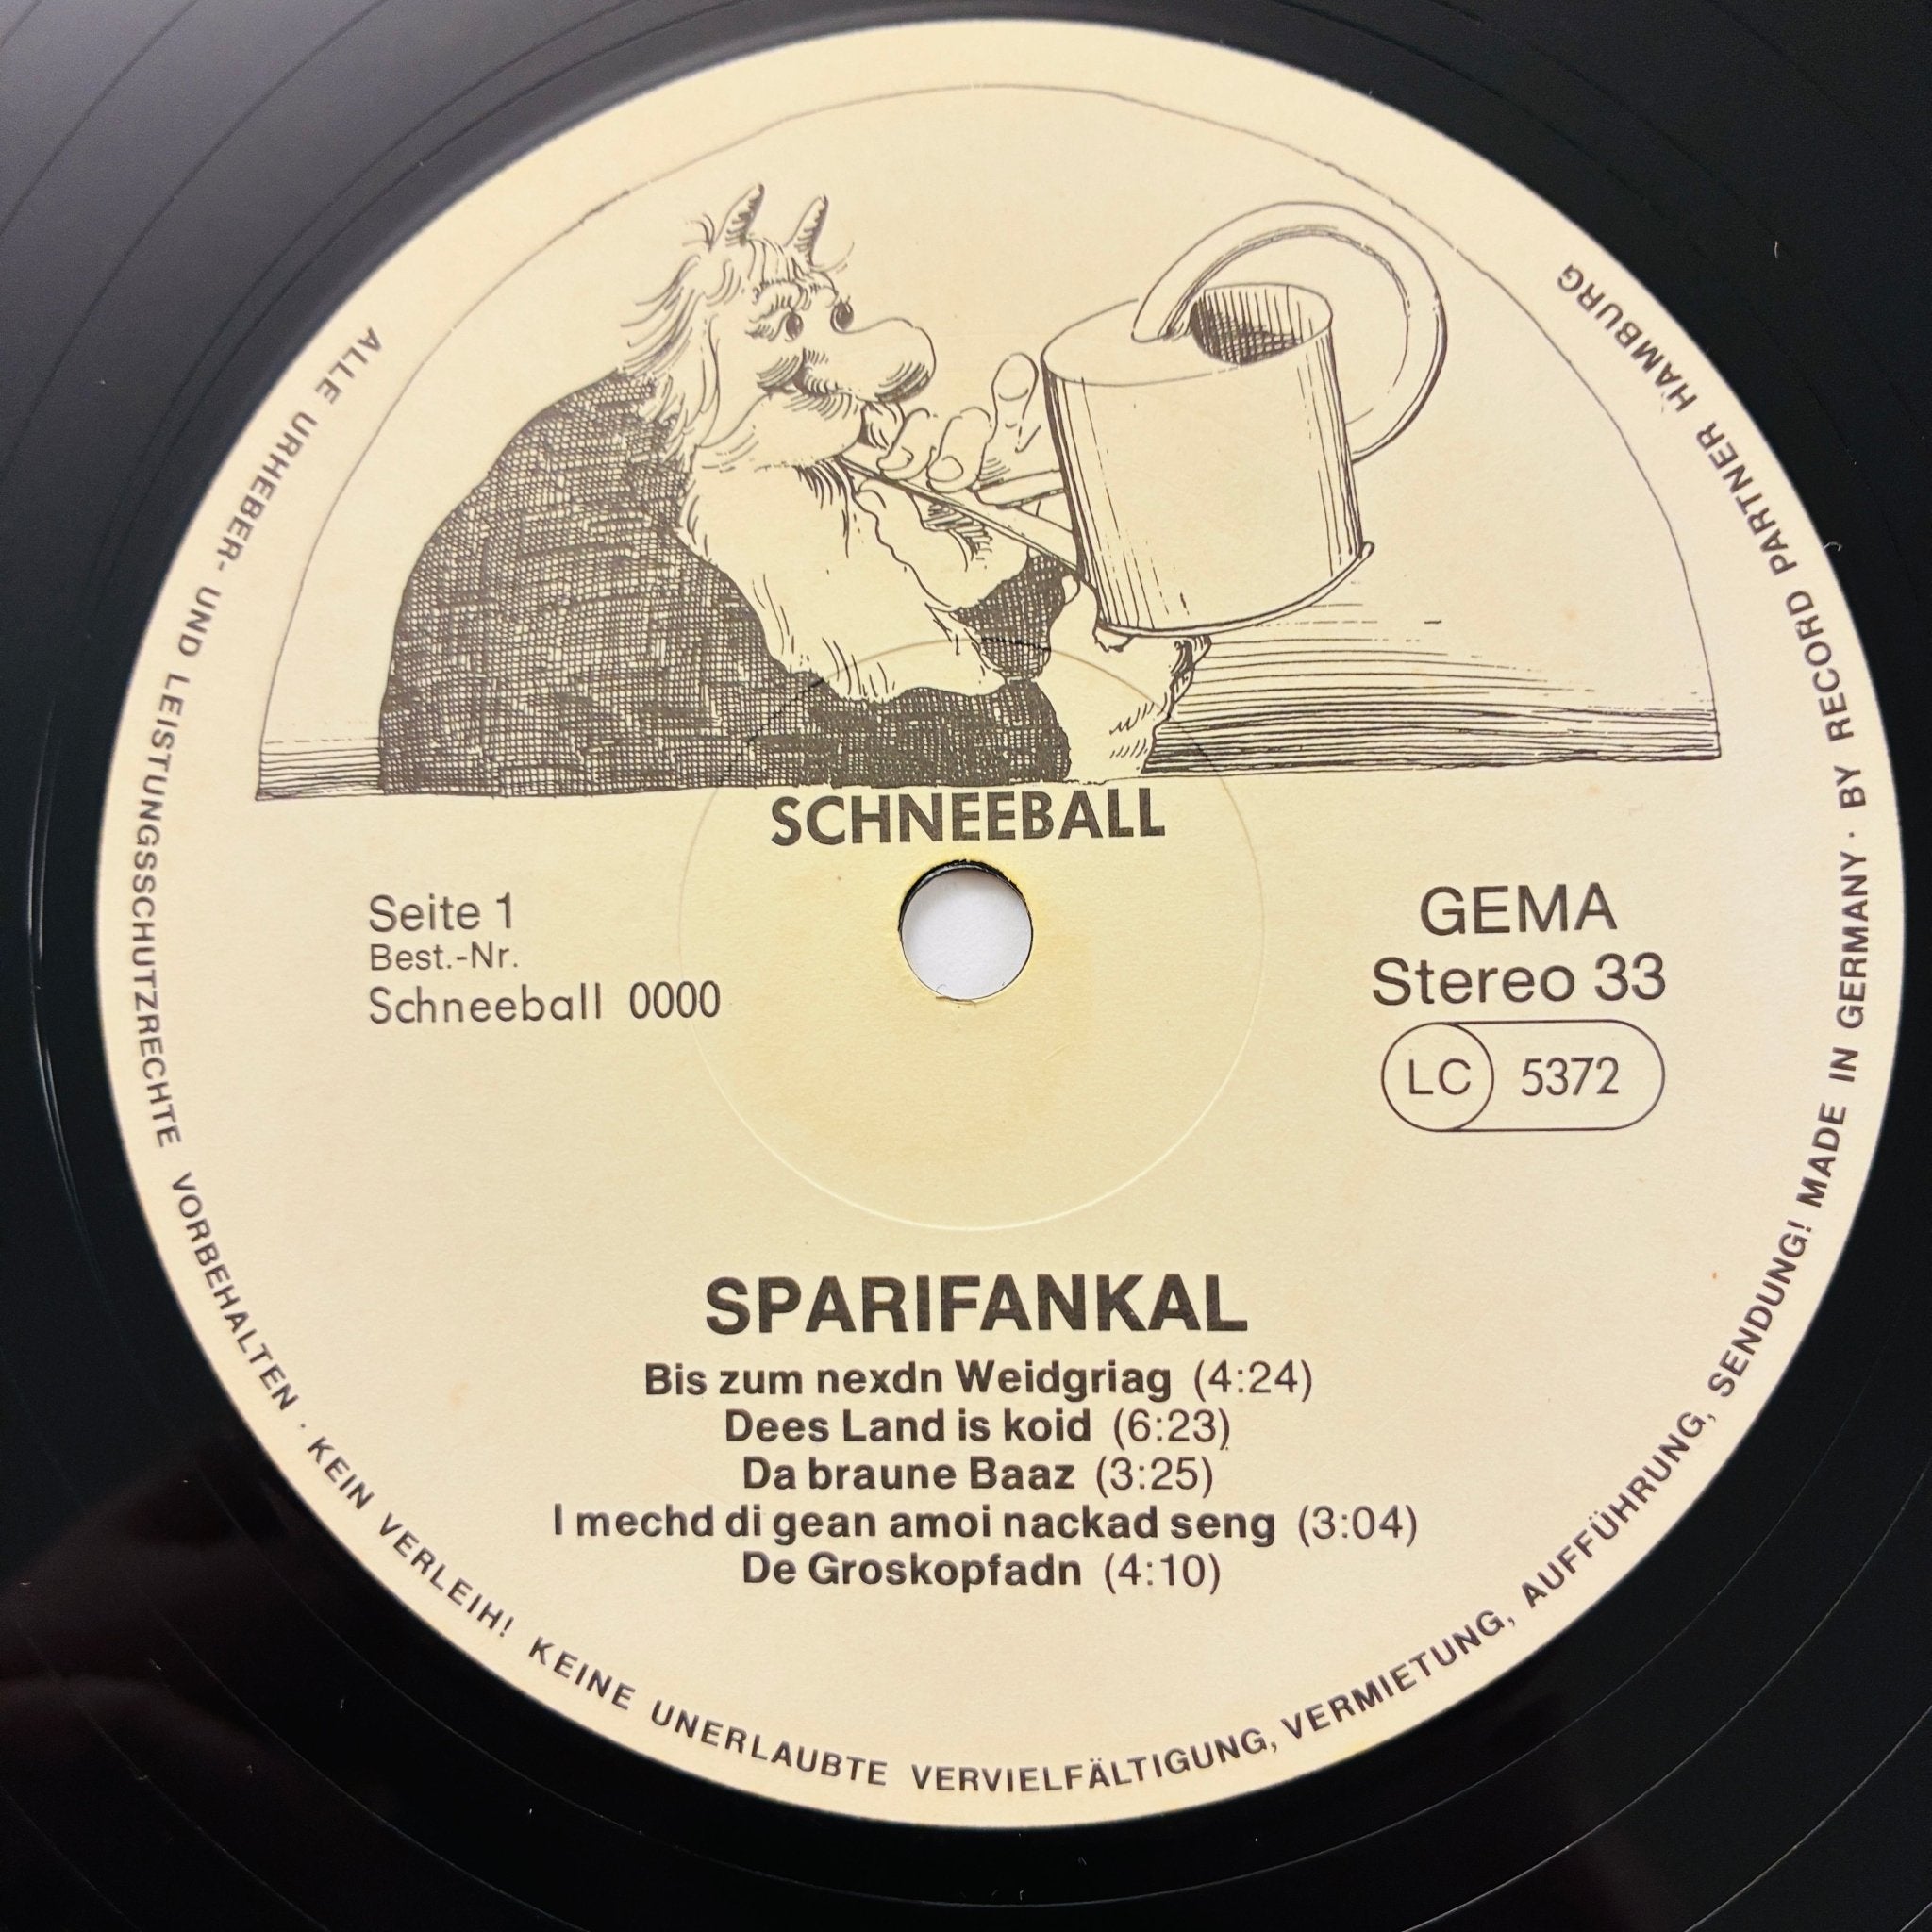 SCHNEEBALL
Seite 1
Best.-Nr.
Schneeball 0000
GEMA
Stereo 33
LC 5372
SPARIFANKAL
Bis zum nexdn Weidgriag (4:24)
Dees Land is koid (6:23)
Da braune Baaz (3:25)
I mechd di gean amoi nackad seng (3:04)
De Groskopfadn (4:10)
ALLE URHEBER- UND LEISTUNGSSCHUTZRECHTE VORBEHALTEN · KEIN VERLEIH! KEINE UNERLAUBTE VERVIELFÄLTIGUNG, VERMIETUNG, AUFFÜHRUNG, SENDUNG! MADE IN GERMANY · BY RECORD PARTNER HAMBURG